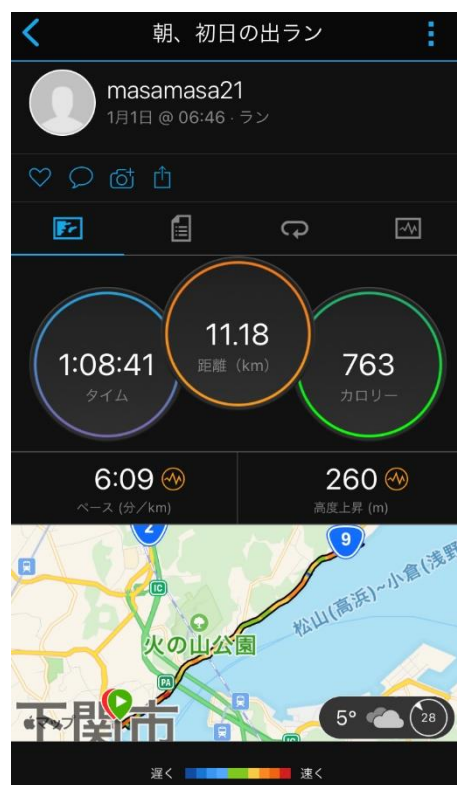 朝、初日の出ラン
masamasa21
1月1日 @ 06:46 · ラン
1:08:41
タイム
11.18
距離（km）
763
カロリー
6:09
ペース (分／km)
260
高度上昇 (m)
2
9
IC
火の山公園
松山(高浜)~小倉(浅野
PA
下関市
マップ
IC
5°
28
遅く
速く